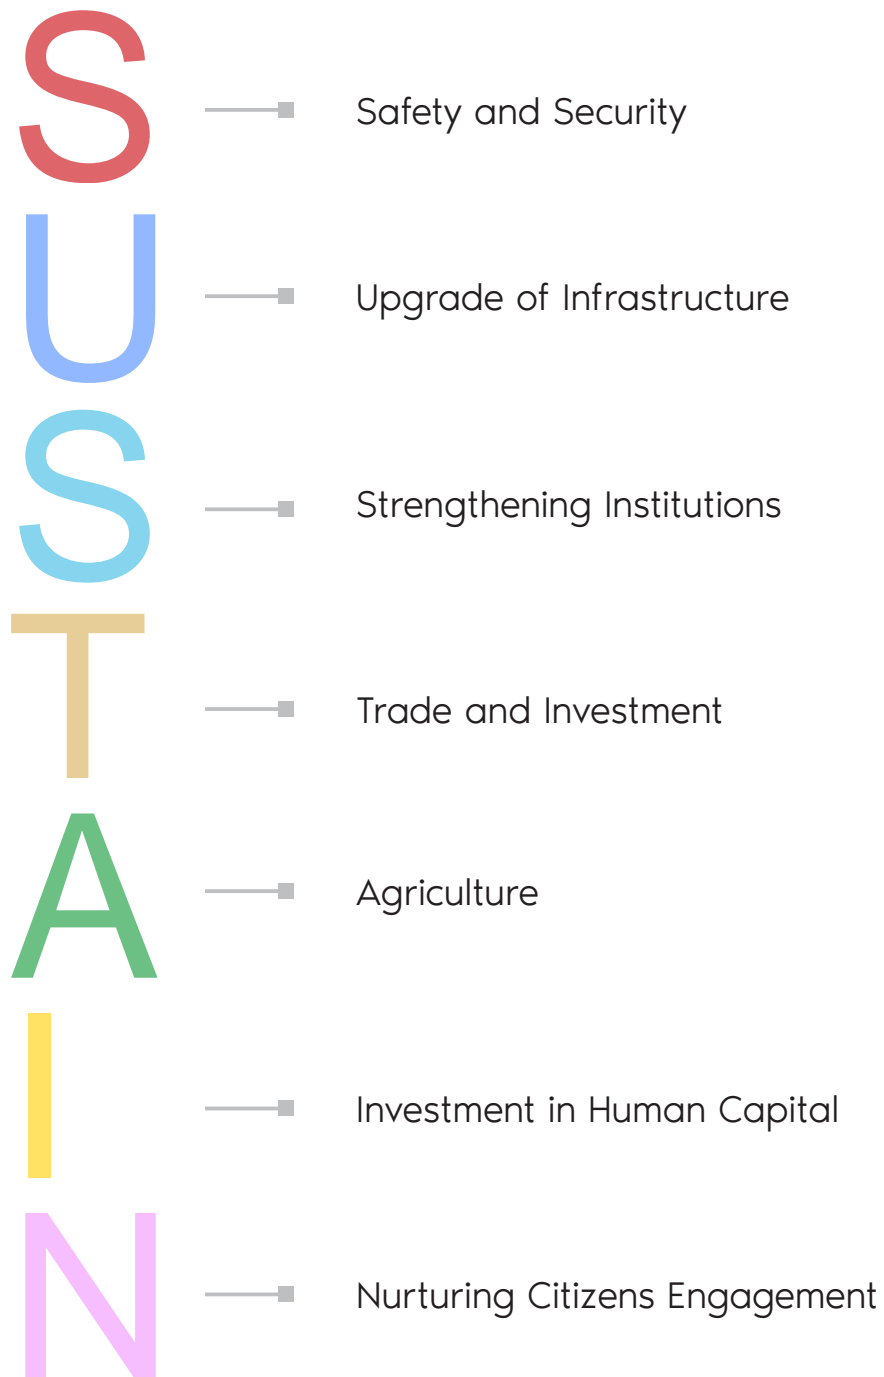 S
Safety and Security
U
Upgrade of Infrastructure
S
Strengthening Institutions
T
Trade and Investment
A
Agriculture
I
Investment in Human Capital
N
Nurturing Citizens Engagement